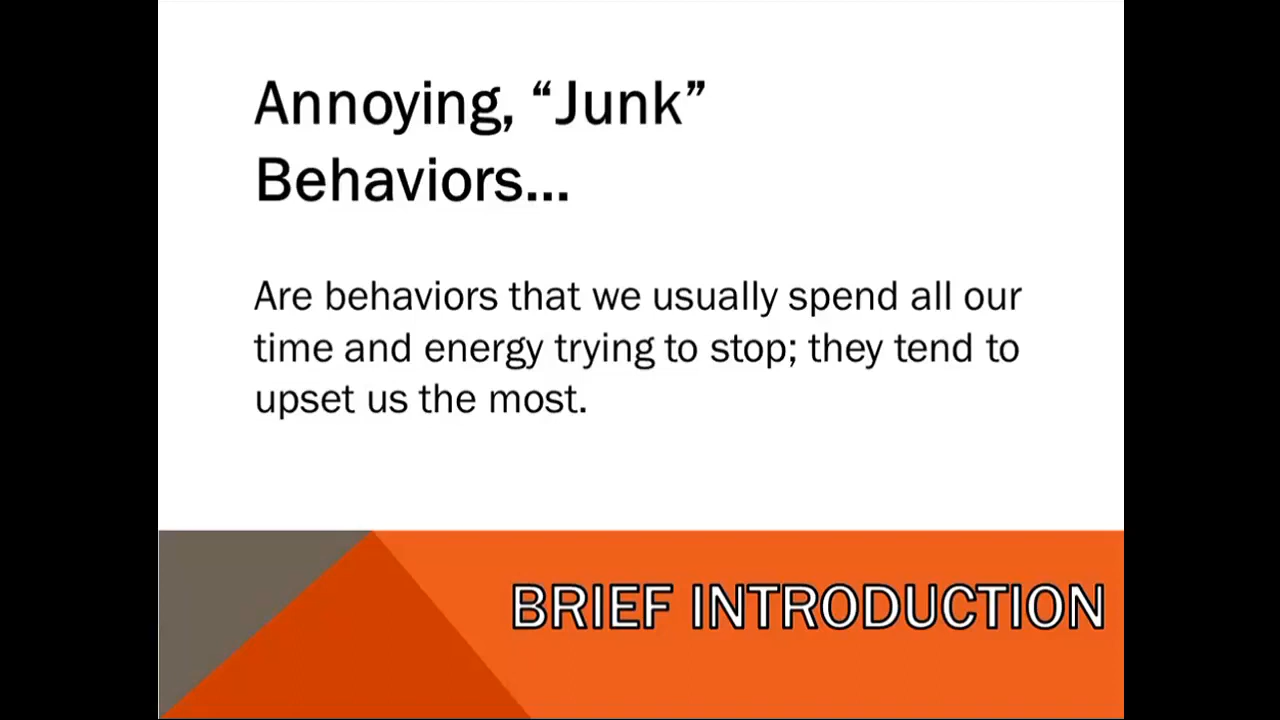 Annoying, “Junk”
Behaviors...
Are behaviors that we usually spend all our
time and energy trying to stop; they tend to
upset us the most.
BRIEF INTRODUCTION